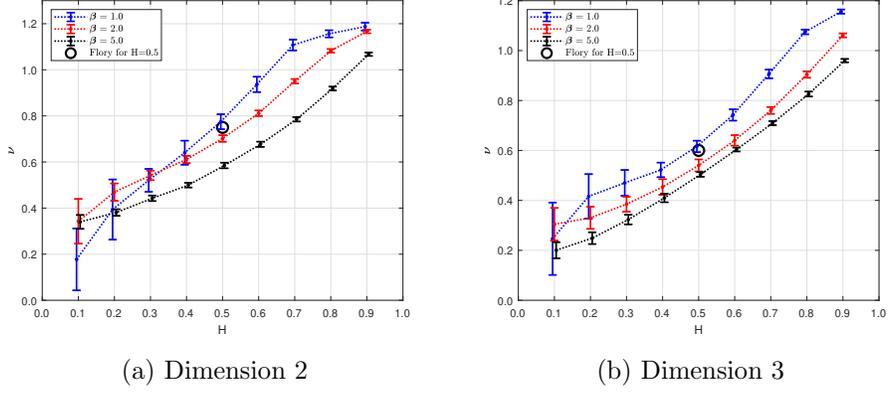 1.2
1.0
0.8
0.6
0.4
0.2
0.0
ν
β = 1.0
β = 2.0
β = 5.0
Flory for H=0.5
0.0 0.1 0.2 0.3 0.4 0.5 0.6 0.7 0.8 0.9 1.0
H
(a) Dimension 2
1.2
1.0
0.8
0.6
0.4
0.2
0.0
ν
β = 1.0
β = 2.0
β = 5.0
Flory for H=0.5
0.0 0.1 0.2 0.3 0.4 0.5 0.6 0.7 0.8 0.9 1.0
H
(b) Dimension 3